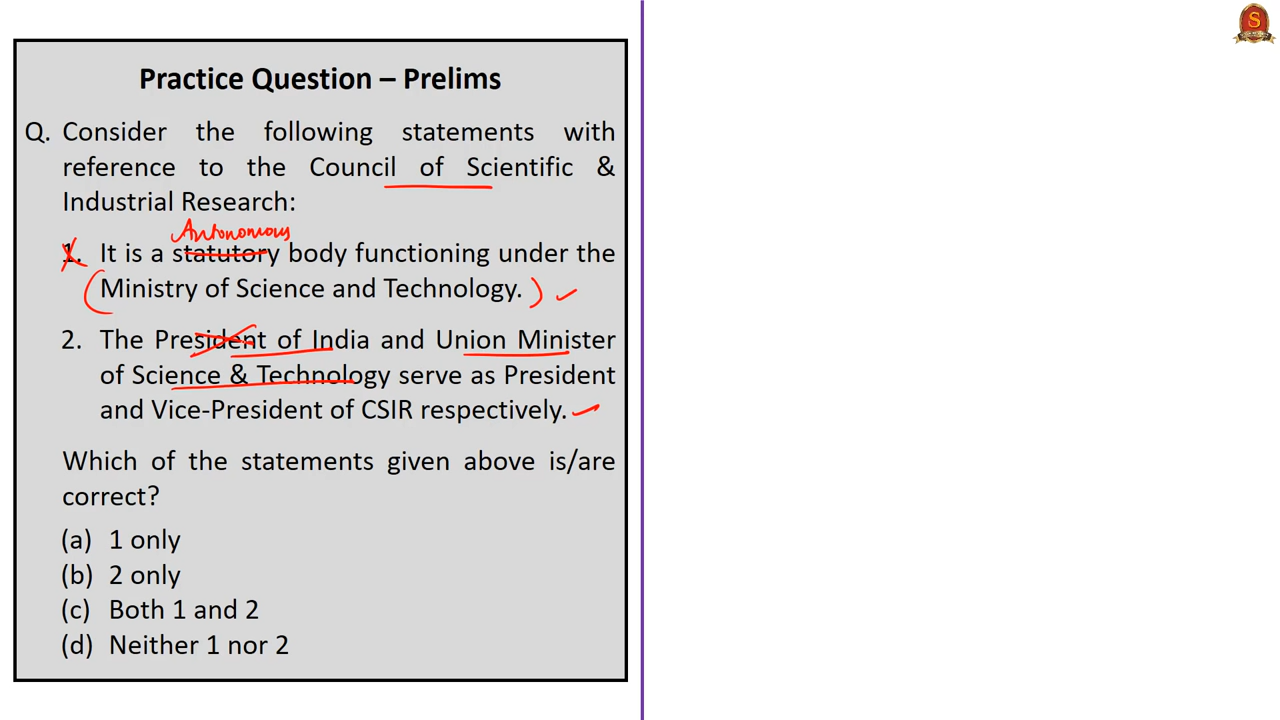 Practice Question – Prelims
Q. Consider the following statements with
reference to the Council of Scientific &
Industrial Research:
Autonomous
1. It is a statutory body functioning under the
Ministry of Science and Technology.
2. The President of India and Union Minister
of Science & Technology serve as President
and Vice-President of CSIR respectively.
Which of the statements given above is/are
correct?
(a) 1 only
(b) 2 only
(c) Both 1 and 2
(d) Neither 1 nor 2
S